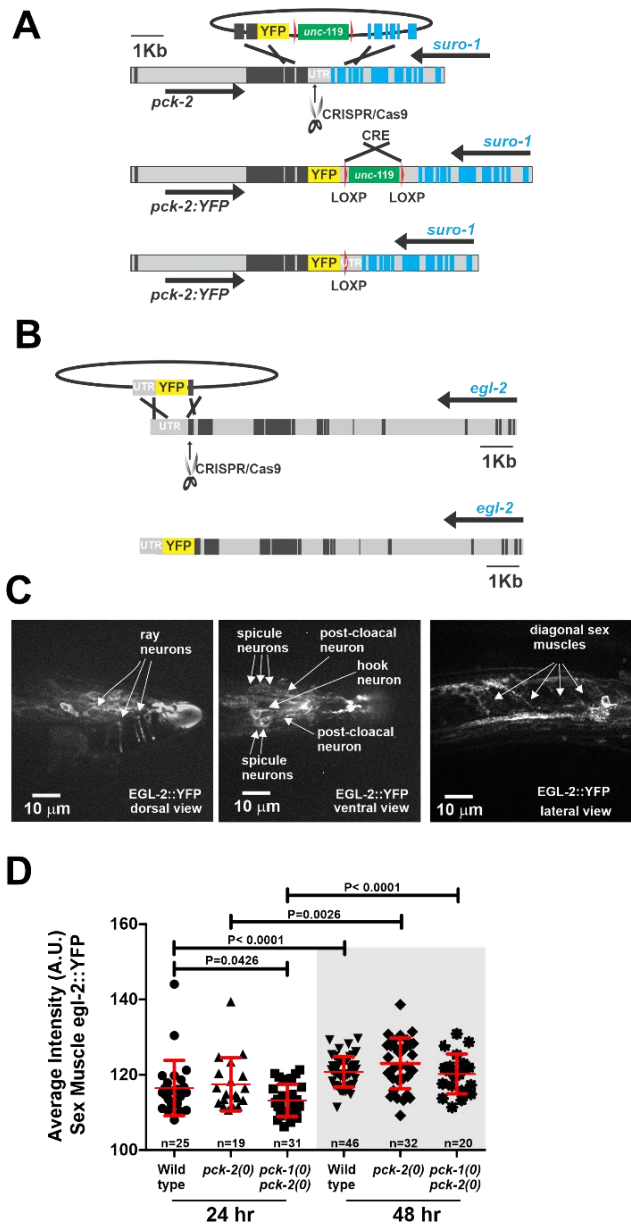 A
YFP
unc-119
1Kb
suro-1
UTR
pck-2
CRISPR/Cas9
CRE
suro-1
YFP
unc-119
LOXP
LOXP
pck-2:YFP
suro-1
YFP
UTR
LOXP
pck-2:YFP
B
UTR
YFP
egl-2
UTR
1Kb
CRISPR/Cas9
egl-2
UTR
YFP
1Kb
C
ray
neurons
10 µm
EGL-2::YFP
dorsal view
spicule
neurons
post-cloacal
neuron
hook
neuron
post-cloacal
neuron
spicule
neurons
10 µm
EGL-2::YFP
ventral view
diagonal sex
muscles
10 µm
EGL-2::YFP
lateral view
D
P< 0.0001
P=0.0026
P< 0.0001
P=0.0426
Average Intensity (A.U.)
Sex Muscle egl-2::YFP
160
140
120
100
n=25
n=19
n=31
n=46
n=32
n=20
Wild
type
pck-2(0)
pck-1(0)
pck-2(0)
Wild
type
pck-2(0)
pck-1(0)
pck-2(0)
24 hr
48 hr